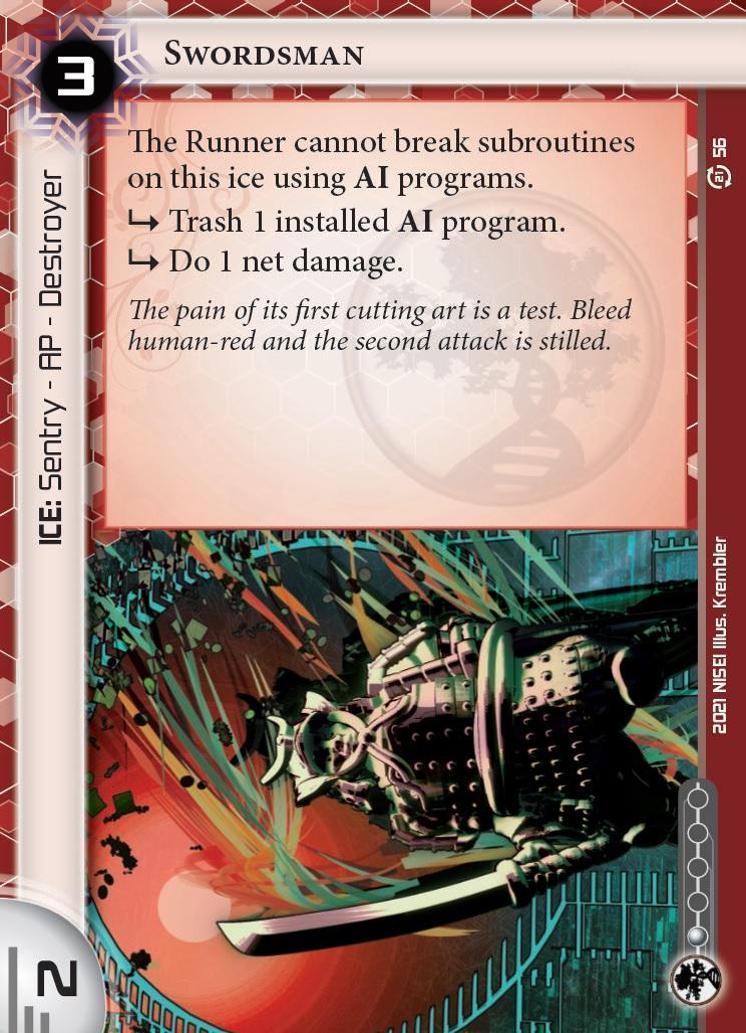 Swordsman
3
The Runner cannot break subroutines
on this ice using AI programs.
↳ Trash 1 installed AI program.
↳ Do 1 net damage.
The pain of its first cutting art is a test. Bleed
human-red and the second attack is stilled.
ICE: Sentry - AP - Destroyer
2
21 56
2021 NISEI Illus. Krembler